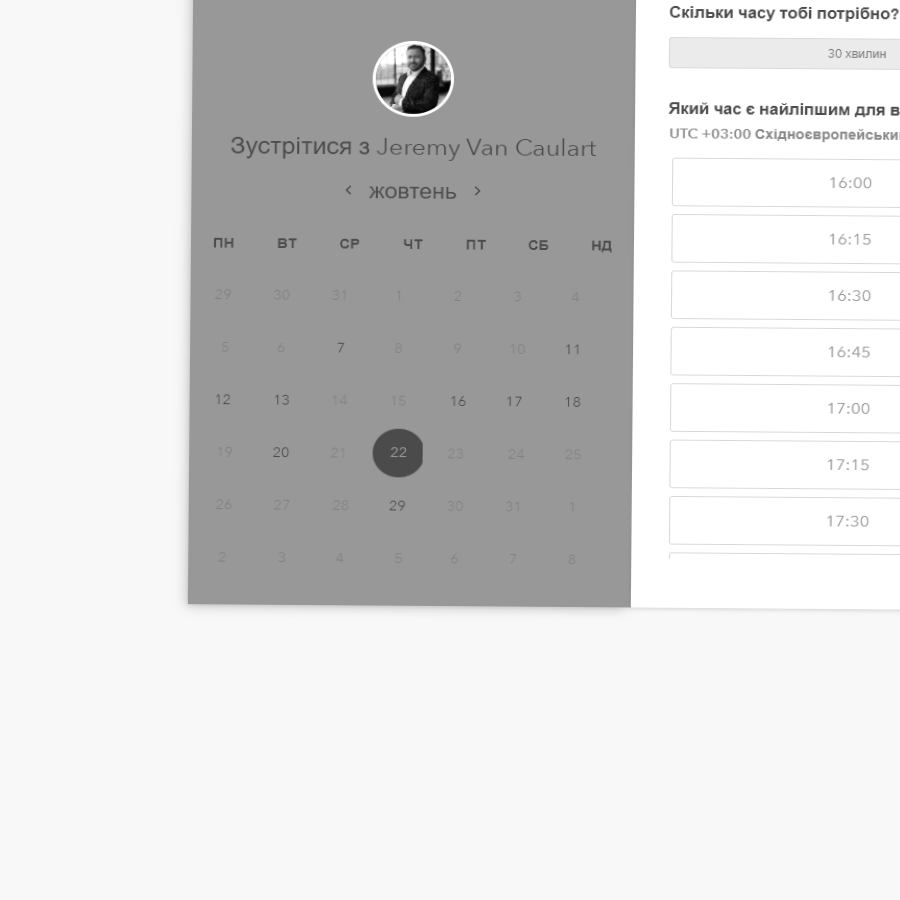 Зустрітися з Jeremy Van Caulart
‹ жовтень ›
ПН ВТ СР ЧТ ПТ СБ НД
29 30 31 1 2 3 4
5 6 7 8 9 10 11
12 13 14 15 16 17 18
19 20 21 22 23 24 25
26 27 28 29 30 31 1
2 3 4 5 6 7 8
Скільки часу тобі потрібно?
30 хвилин
Який час є найліпшим для в
UTC +03:00 Східноєвропейськи
16:00
16:15
16:30
16:45
17:00
17:15
17:30